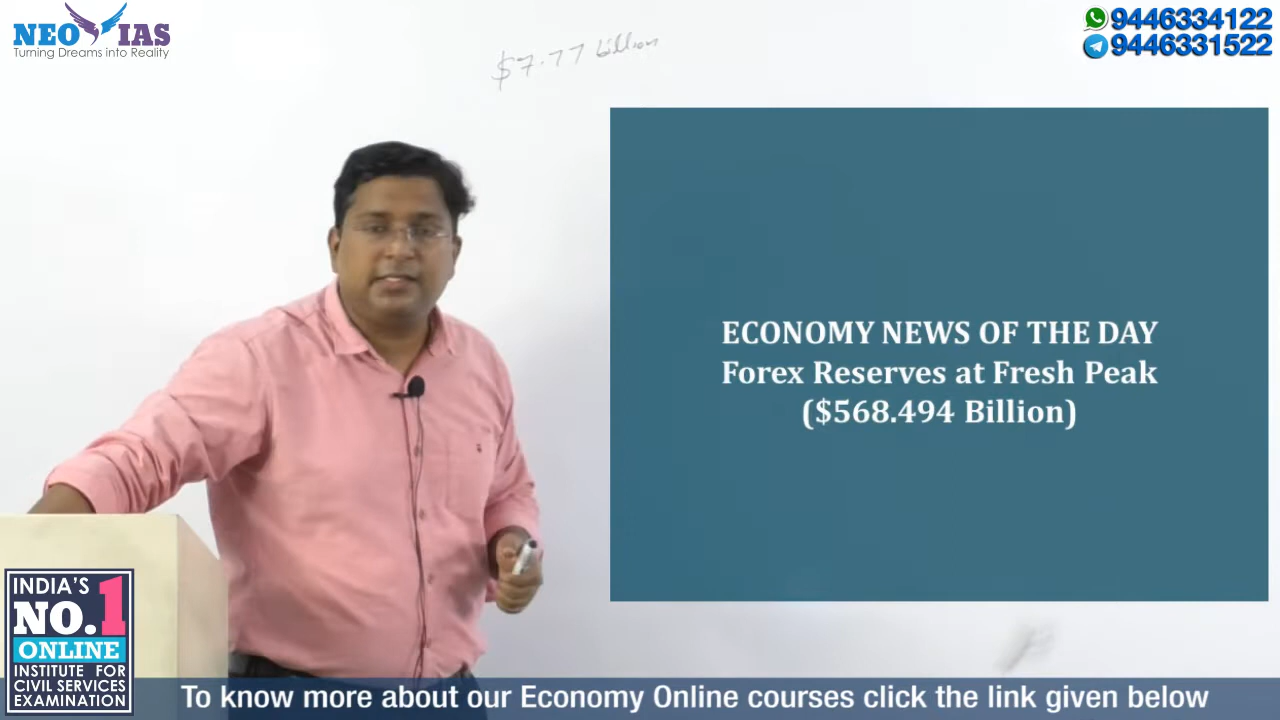 NEO IAS
Turning Dreams into Reality
$7.77 billion
9446334122
9446331522
ECONOMY NEWS OF THE DAY
Forex Reserves at Fresh Peak
($568.494 Billion)
INDIA'S
NO.1
ONLINE
INSTITUTE FOR
CIVIL SERVICES
EXAMINATION
To know more about our Economy Online courses click the link given below